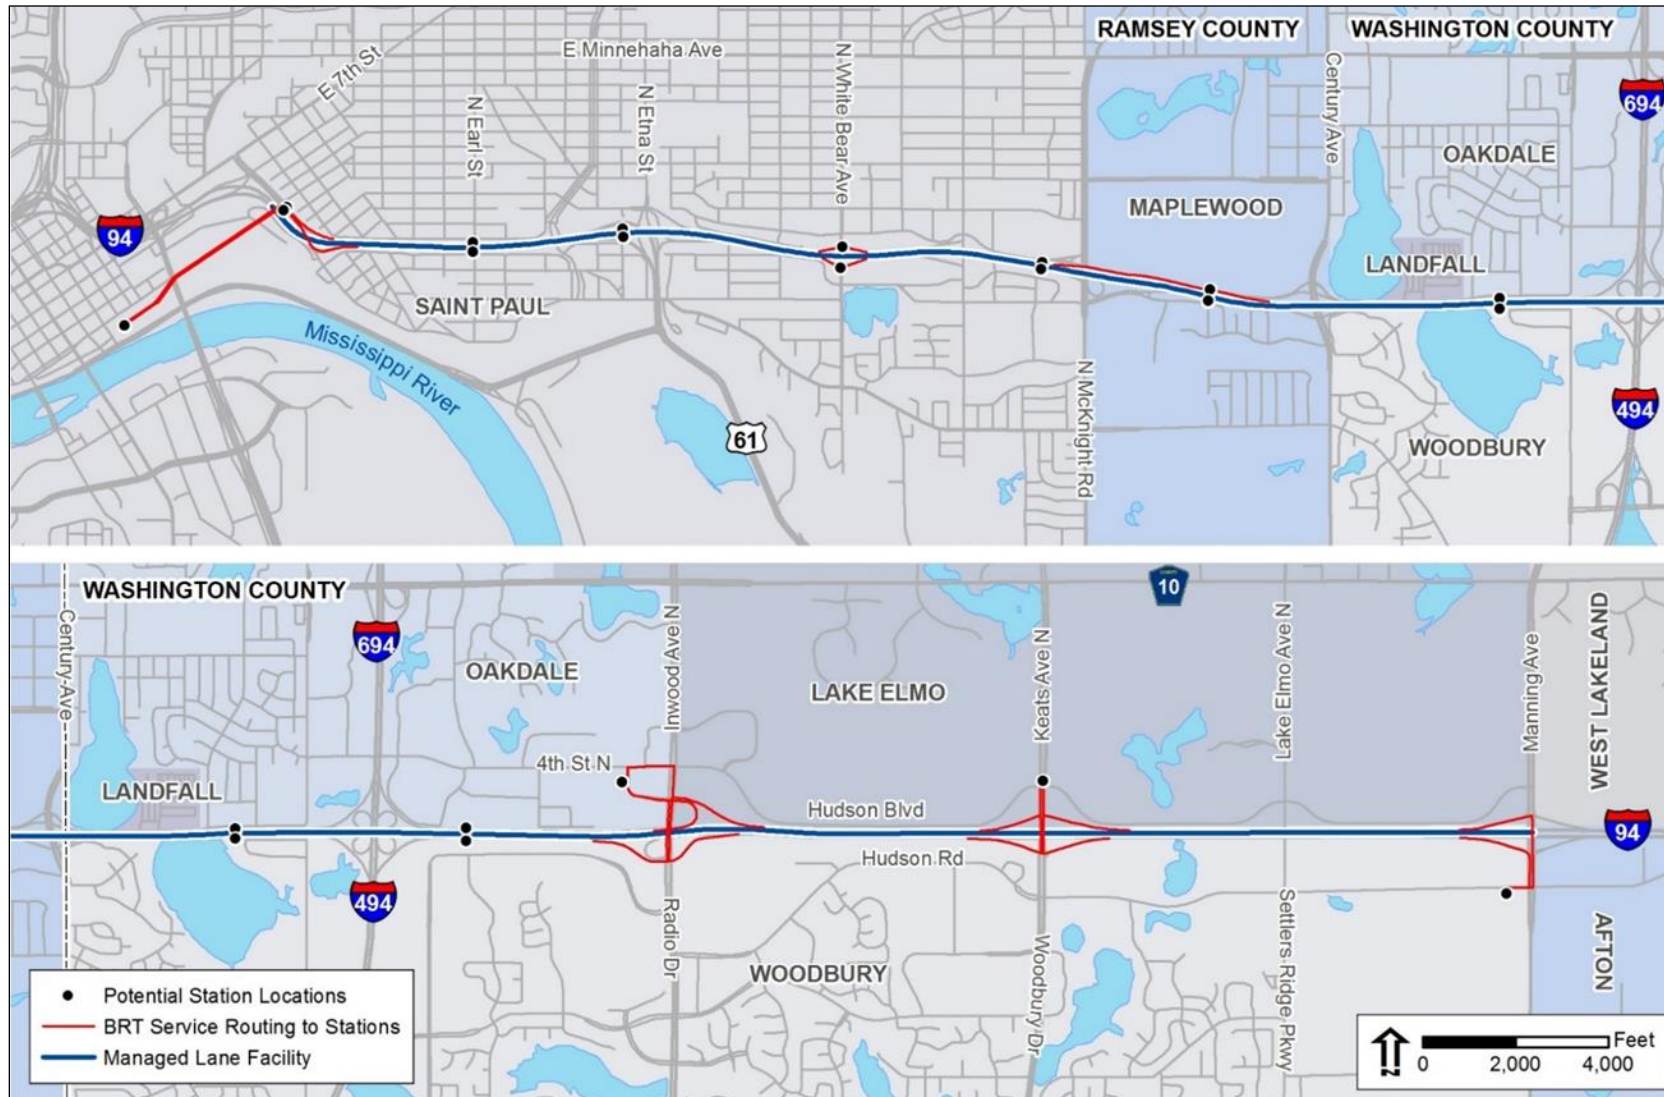 RAMSEY COUNTY
WASHINGTON COUNTY
E 7th St
E Minnehaha Ave
N Earl St
N Etna St
N White Bear Ave
Century Ave
694
OAKDALE
MAPLEWOOD
94
LANDFALL
SAINT PAUL
Mississippi River
N McKnight Rd
494
61
WOODBURY
WASHINGTON COUNTY
Century Ave
694
OAKDALE
Inwood Ave N
LAKE ELMO
Keats Ave N
10
Lake Elmo Ave N
Manning Ave
WEST LAKELAND
4th St N
LANDFALL
Hudson Blvd
94
Hudson Rd
494
Radio Dr
WOODBURY
Woodbury Dr
Settlers Ridge Pkwy
AFTON
Potential Station Locations
BRT Service Routing to Stations
Managed Lane Facility
N
Feet
0 2,000 4,000